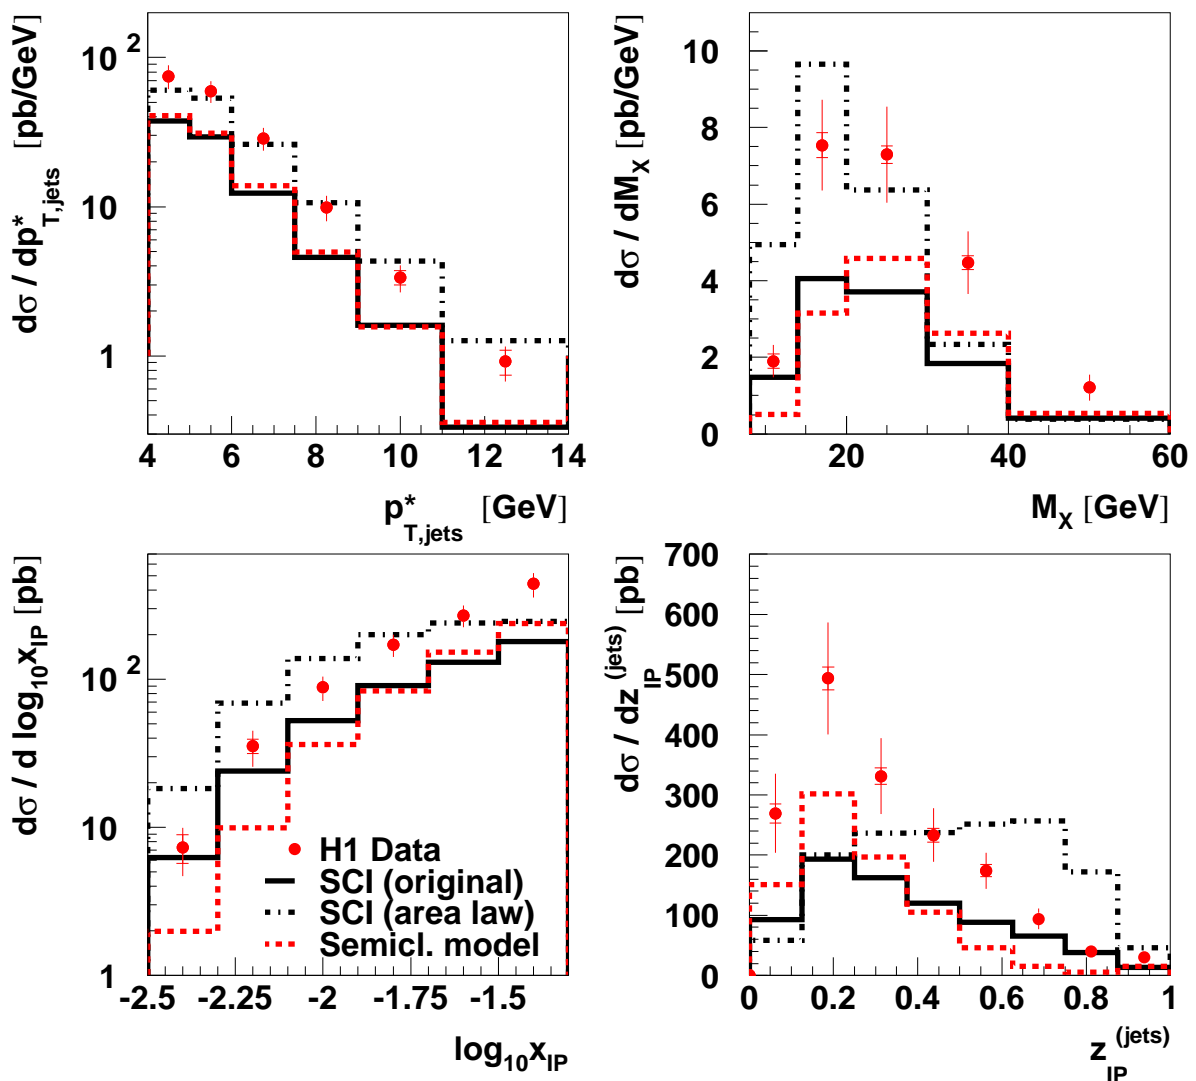 dσ / dp*T,jets [pb/GeV]
10 2
10
1
4 6 8 10 12 14
p*T,jets [GeV]
dσ / dMX [pb/GeV]
10
8
6
4
2
0
20 40 60
MX [GeV]
dσ / d log10xIP [pb]
10 2
10
1
H1 Data
SCI (original)
SCI (area law)
Semicl. model
-2.5 -2.25 -2 -1.75 -1.5
log10xIP
dσ / dzIP(jets) [pb]
700
600
500
400
300
200
100
0
0 0.2 0.4 0.6 0.8 1
zIP(jets)